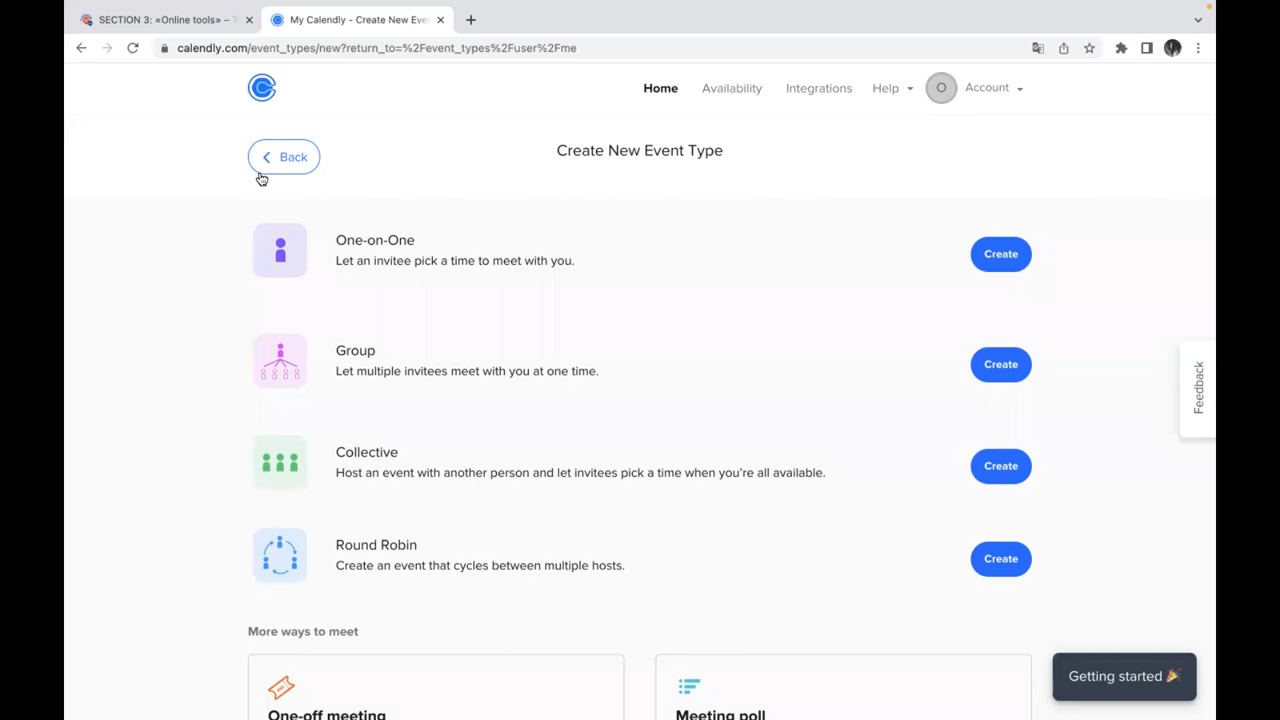 SECTION 3: «Online tools» –
My Calendly - Create New Eve
calendly.com/event_types/new?return_to=%2Fevent_types%2Fuser%2Fme
Home
Availability
Integrations
Help
O
Account
Back
Create New Event Type
One-on-One
Let an invitee pick a time to meet with you.
Create
Group
Let multiple invitees meet with you at one time.
Create
Collective
Host an event with another person and let invitees pick a time when you're all available.
Create
Round Robin
Create an event that cycles between multiple hosts.
Create
Feedback
More ways to meet
Getting started 🎉
One-off meeting
Meeting poll